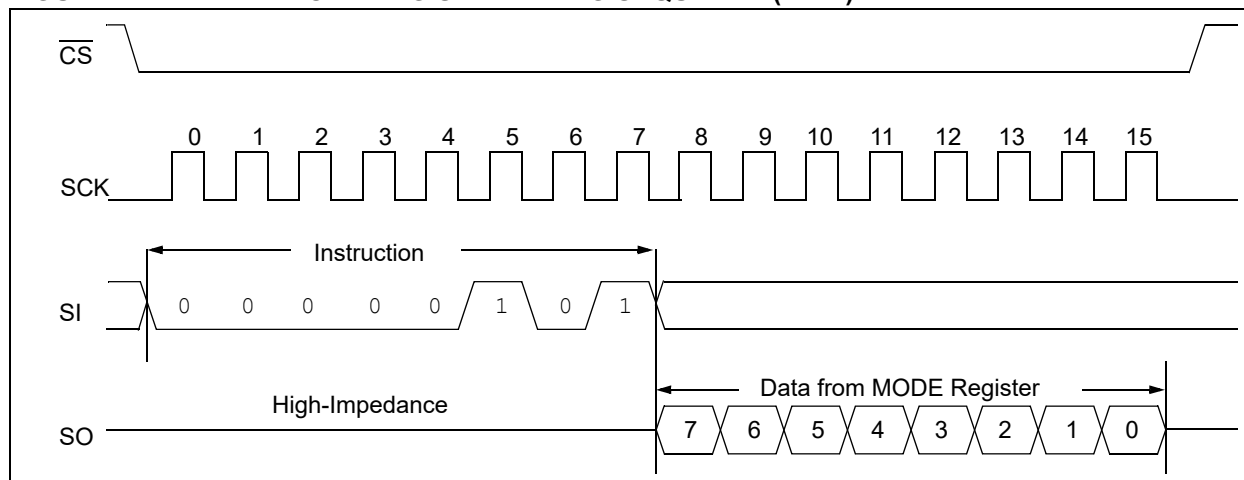 CS
0 1 2 3 4 5 6 7 8 9 10 11 12 13 14 15
SCK
Instruction
SI 0 0 0 0 0 1 0 1
Data from MODE Register
High-Impedance
SO 7 6 5 4 3 2 1 0